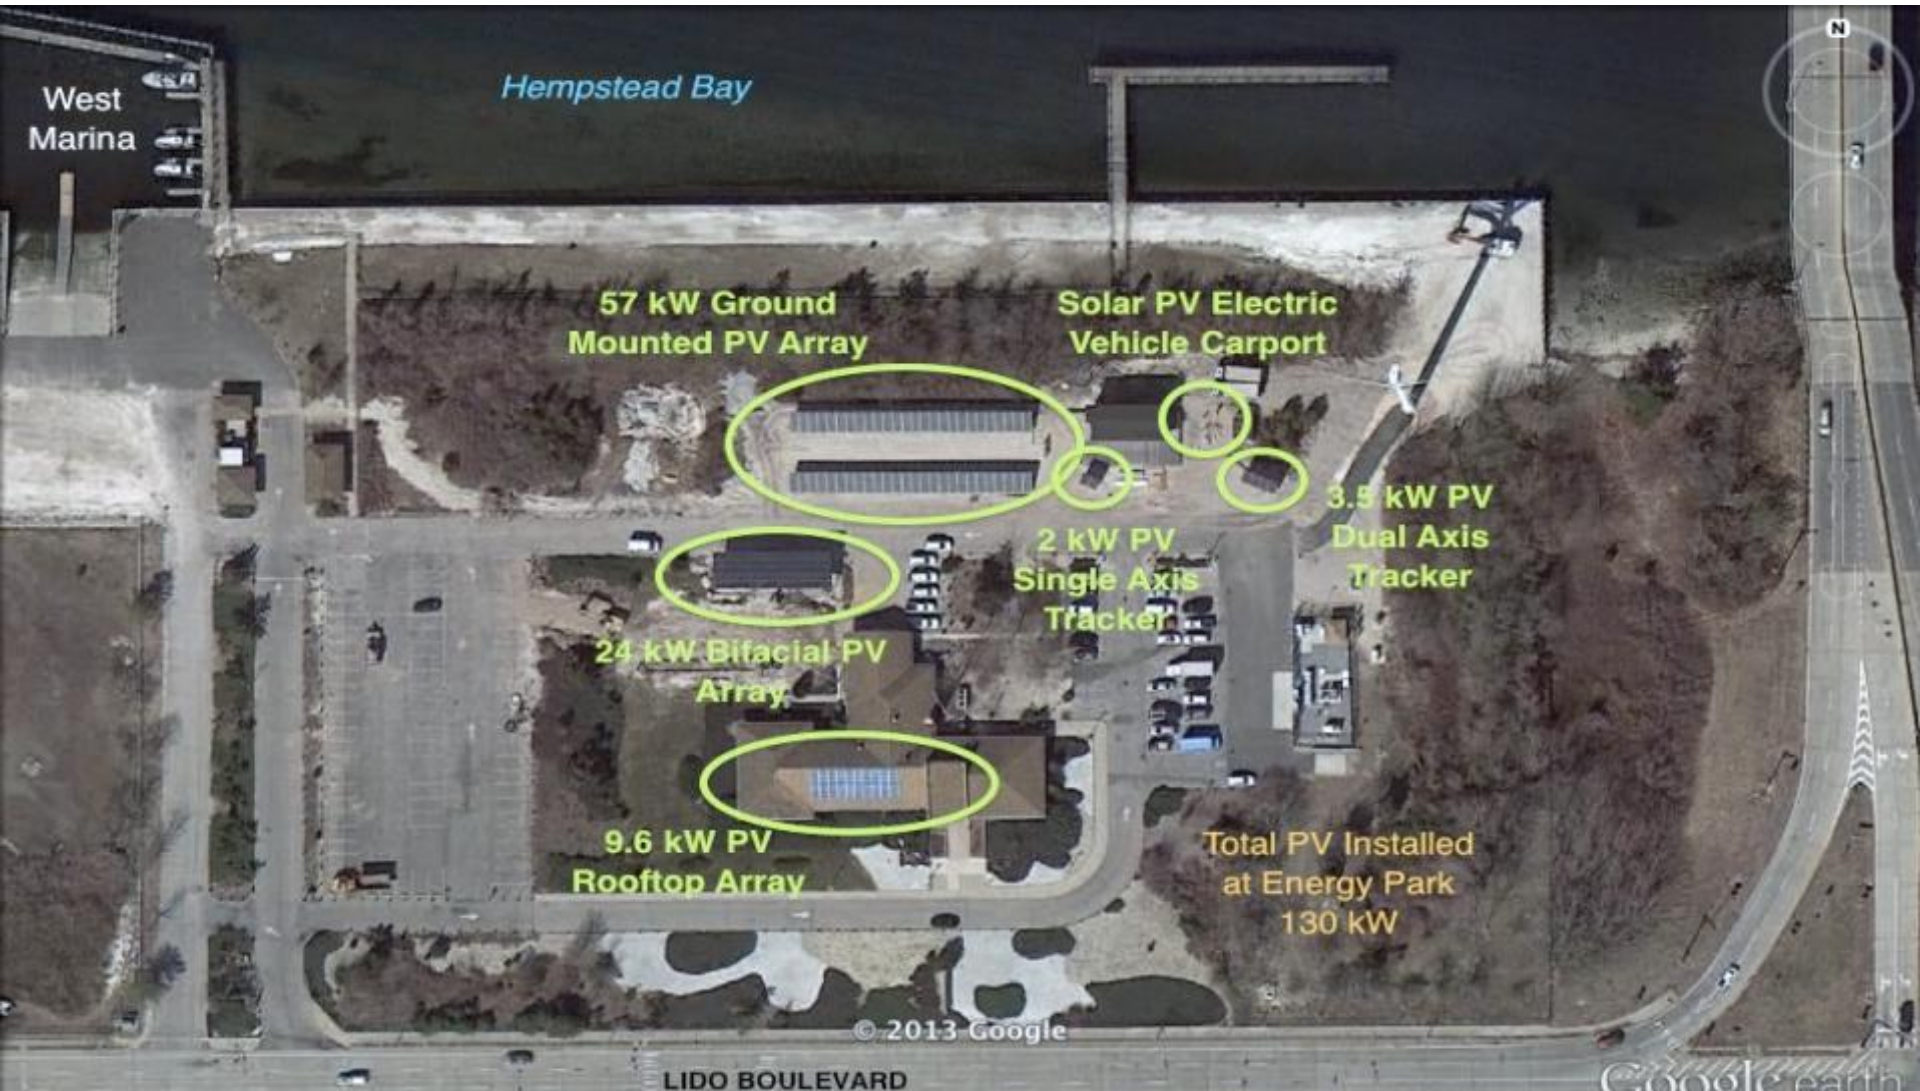 N
West
Marina
Hempstead Bay
57 kW Ground
Mounted PV Array
Solar PV Electric
Vehicle Carport
3.5 kW PV
Dual Axis
Tracker
2 kW PV
Single Axis
Tracker
24 kW Bifacial PV
Array
9.6 kW PV
Rooftop Array
Total PV Installed
at Energy Park
130 kW
© 2013 Google
LIDO BOULEVARD
Google earth